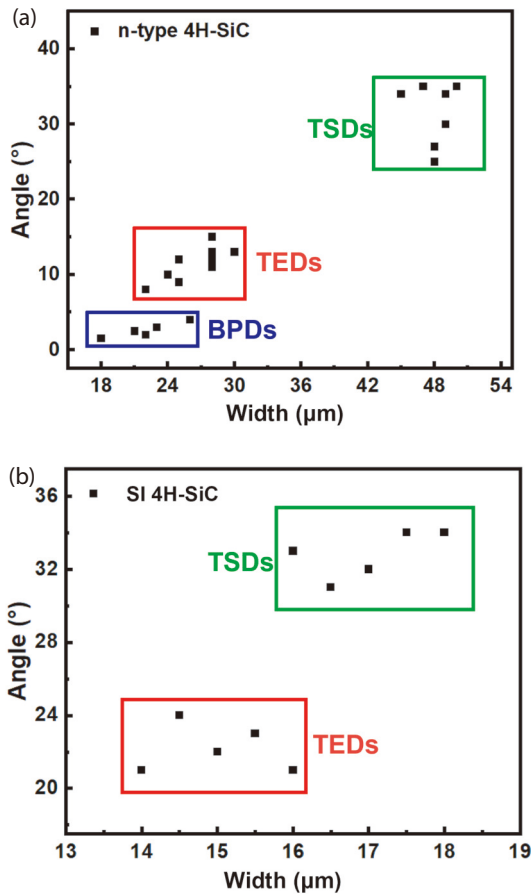 (a)
n-type 4H-SiC
40
30
20
10
0
Angle (°)
TSDs
TEDs
BPDs
18 24 30 36 42 48 54
Width (μm)
(b)
SI 4H-SiC
36
32
28
24
20
Angle (°)
TSDs
TEDs
13 14 15 16 17 18 19
Width (μm)